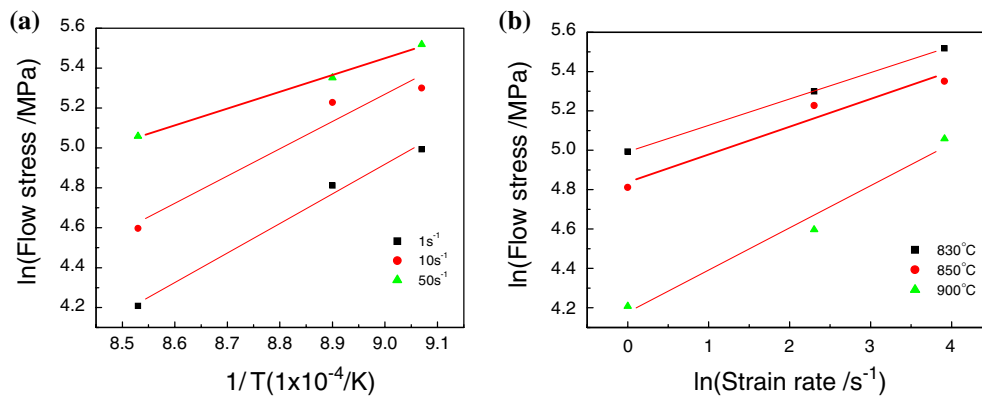 (a)
ln(Flow stress /MPa)
5.6
5.4
5.2
5.0
4.8
4.6
4.4
4.2
1s⁻¹
10s⁻¹
50s⁻¹
8.5 8.6 8.7 8.8 8.9 9.0 9.1
1/ T(1x10⁻⁴/K)
(b)
ln(Flow stress /MPa)
5.6
5.4
5.2
5.0
4.8
4.6
4.4
4.2
830°C
850°C
900°C
0 1 2 3 4
ln(Strain rate /s⁻¹)